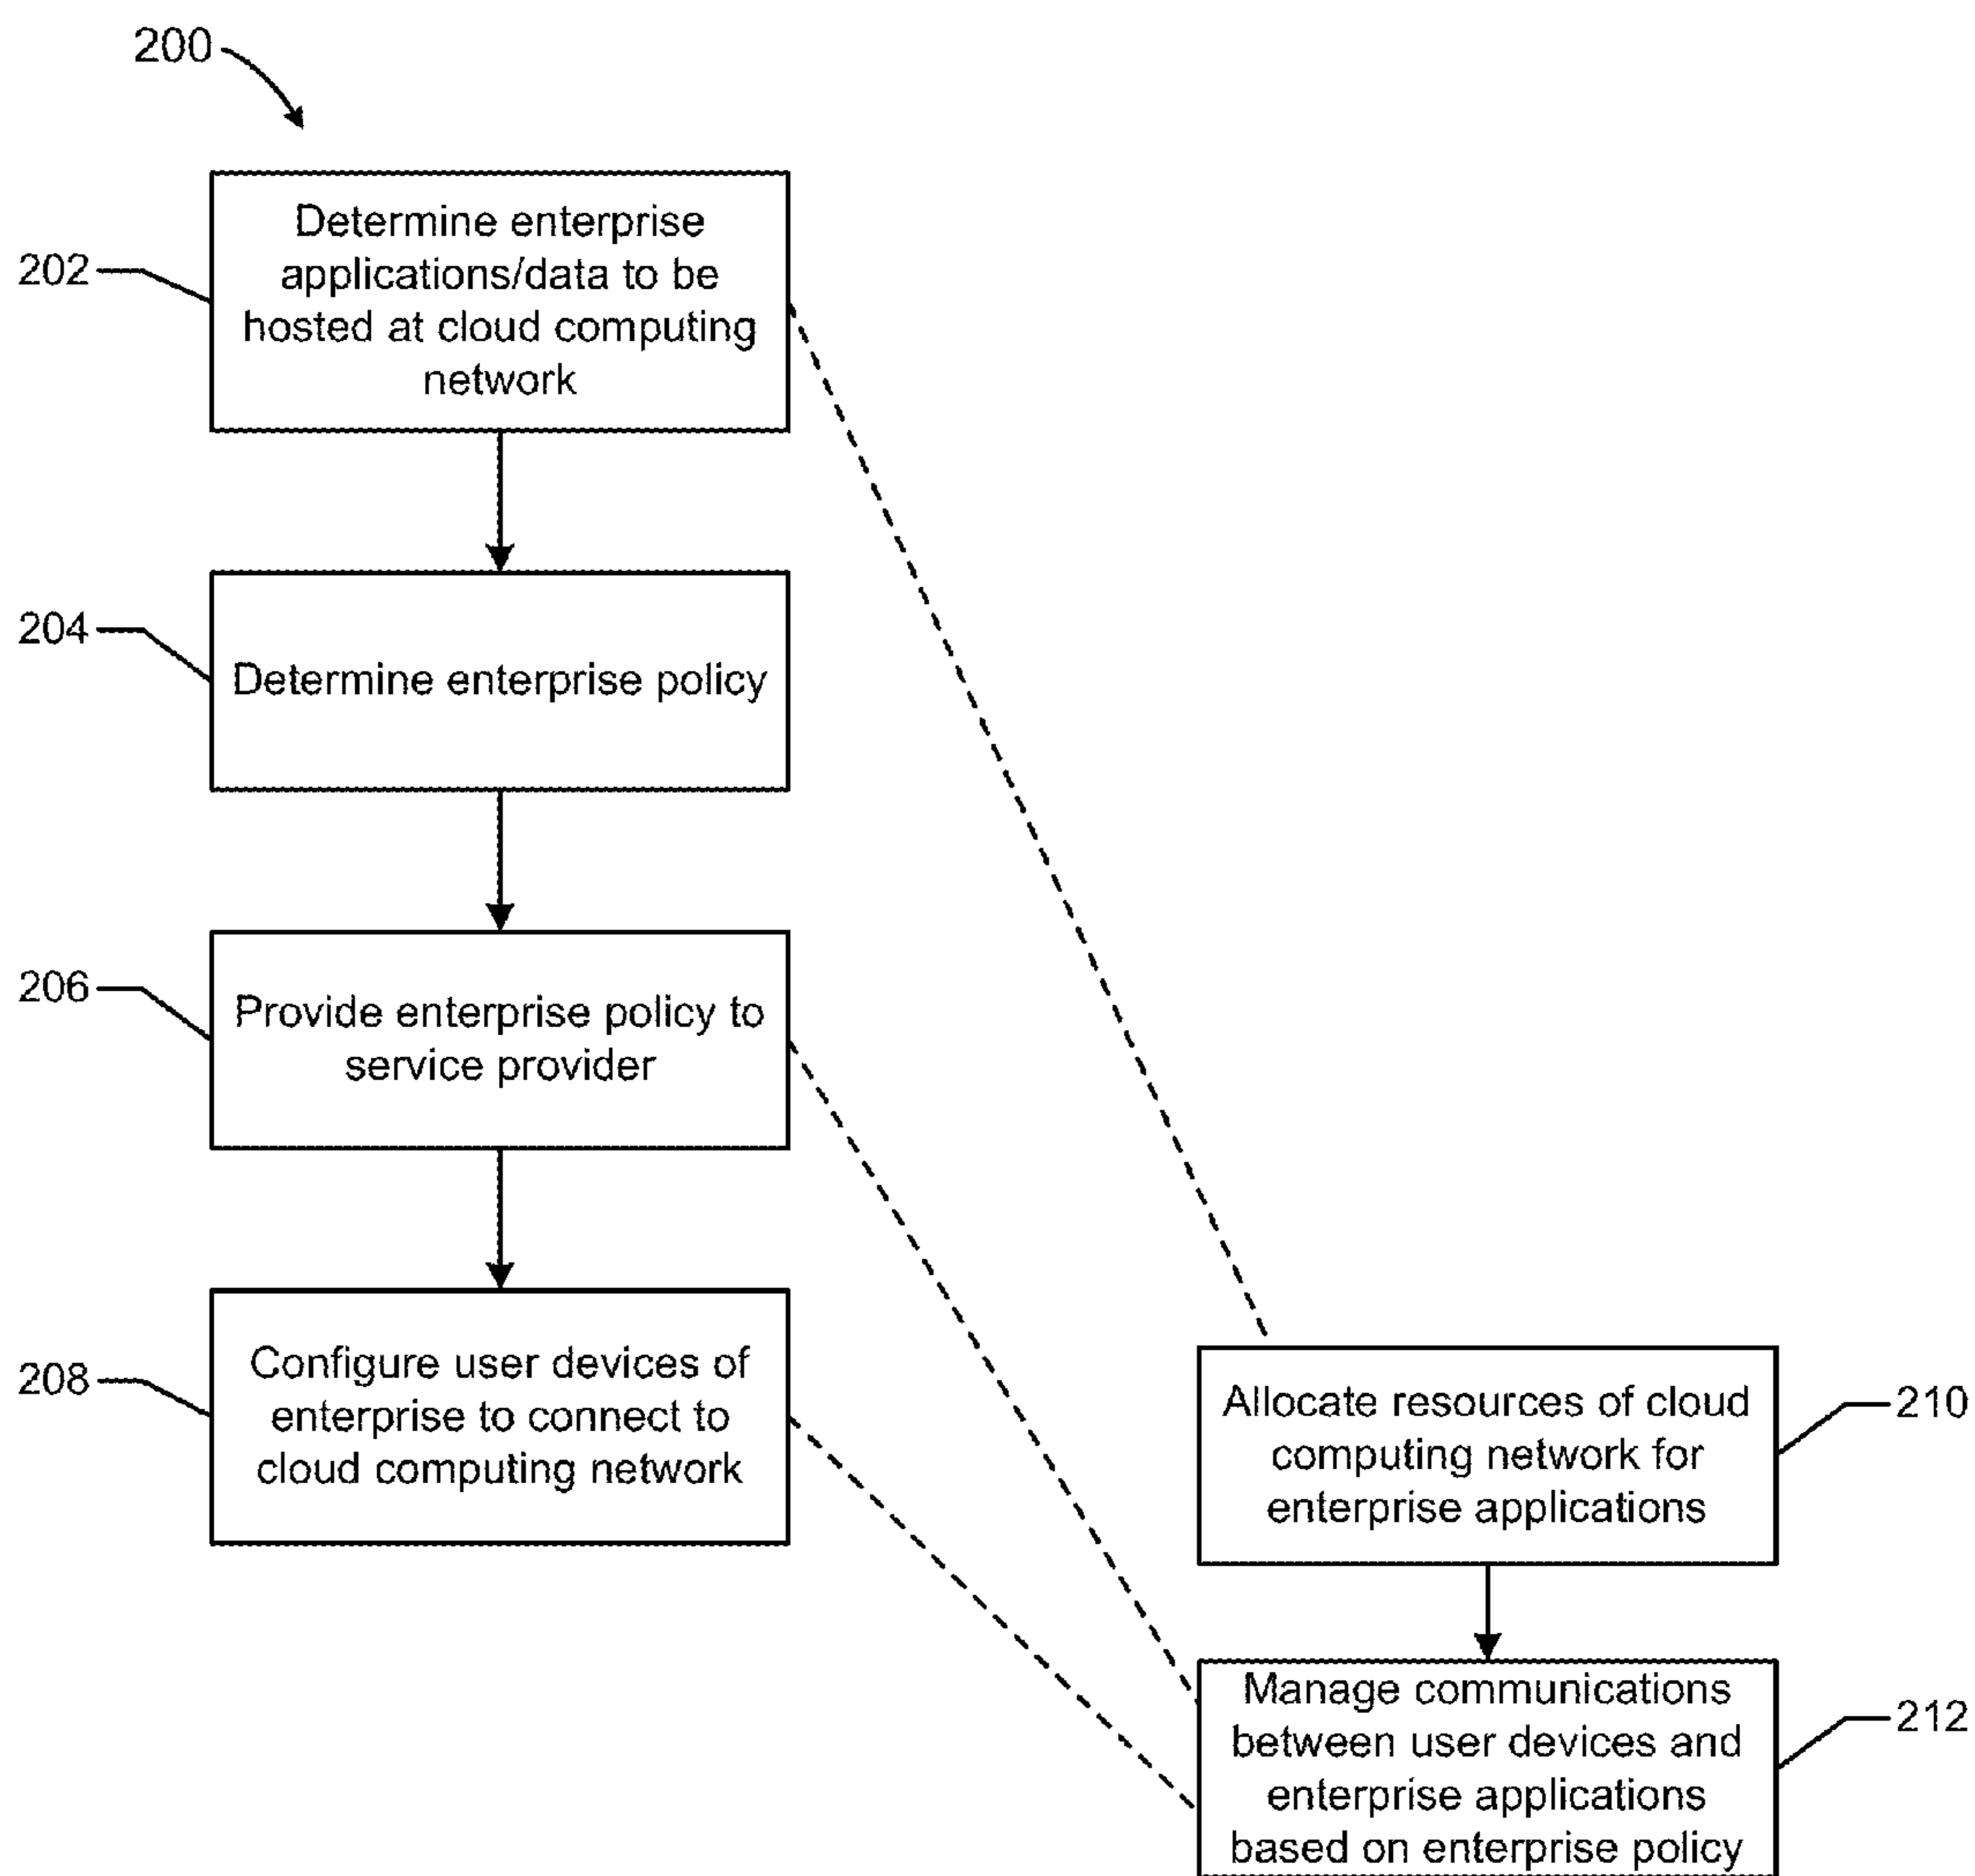 200
202
Determine enterprise
applications/data to be
hosted at cloud computing
network
204
Determine enterprise policy
206
Provide enterprise policy to
service provider
208
Configure user devices of
enterprise to connect to
cloud computing network
Allocate resources of cloud
computing network for
enterprise applications
210
Manage communications
between user devices and
enterprise applications
based on enterprise policy
212